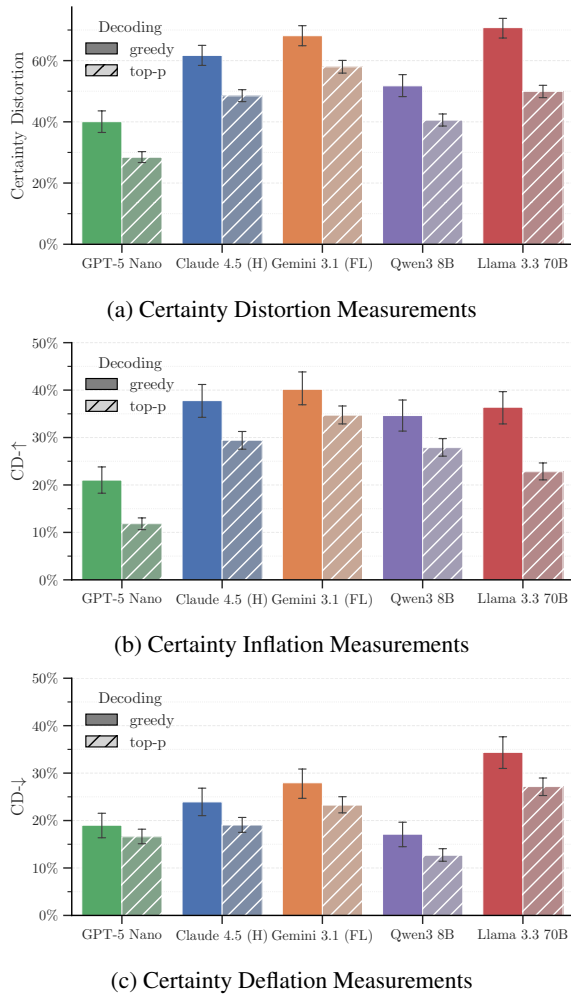 Decoding
greedy
top-p
Certainty Distortion
60%
40%
20%
0%
GPT-5 Nano Claude 4.5 (H) Gemini 3.1 (FL) Qwen3 8B Llama 3.3 70B
(a) Certainty Distortion Measurements
50%
Decoding
greedy
top-p
40%
30%
CD-↑
20%
10%
0%
GPT-5 Nano Claude 4.5 (H) Gemini 3.1 (FL) Qwen3 8B Llama 3.3 70B
(b) Certainty Inflation Measurements
50%
Decoding
greedy
top-p
40%
30%
CD-↓
20%
10%
0%
GPT-5 Nano Claude 4.5 (H) Gemini 3.1 (FL) Qwen3 8B Llama 3.3 70B
(c) Certainty Deflation Measurements